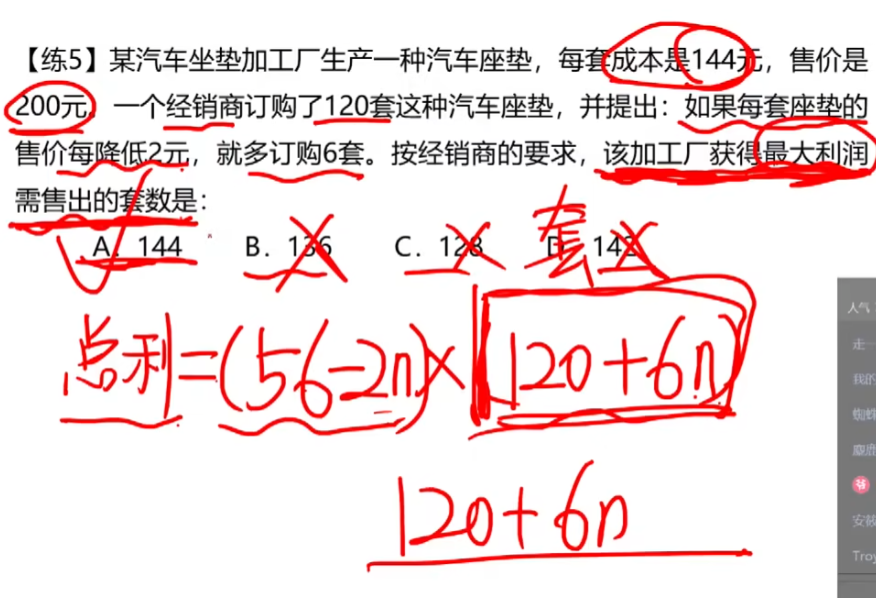 【练5】某汽车坐垫加工厂生产一种汽车座垫，每套成本是144元，售价是
200元，一个经销商订购了120套这种汽车座垫，并提出：如果每套座垫的
售价每降低2元，就多订购6套。按经销商的要求，该加工厂获得最大利润
需售出的套数是：
A. 144 B. 136 C. 128 D. 142
套
总利=(56-2n)×(120+6n)
120+6n
人气
走一
我的
蜘蛛
麋鹿
爷
安毅
Troy